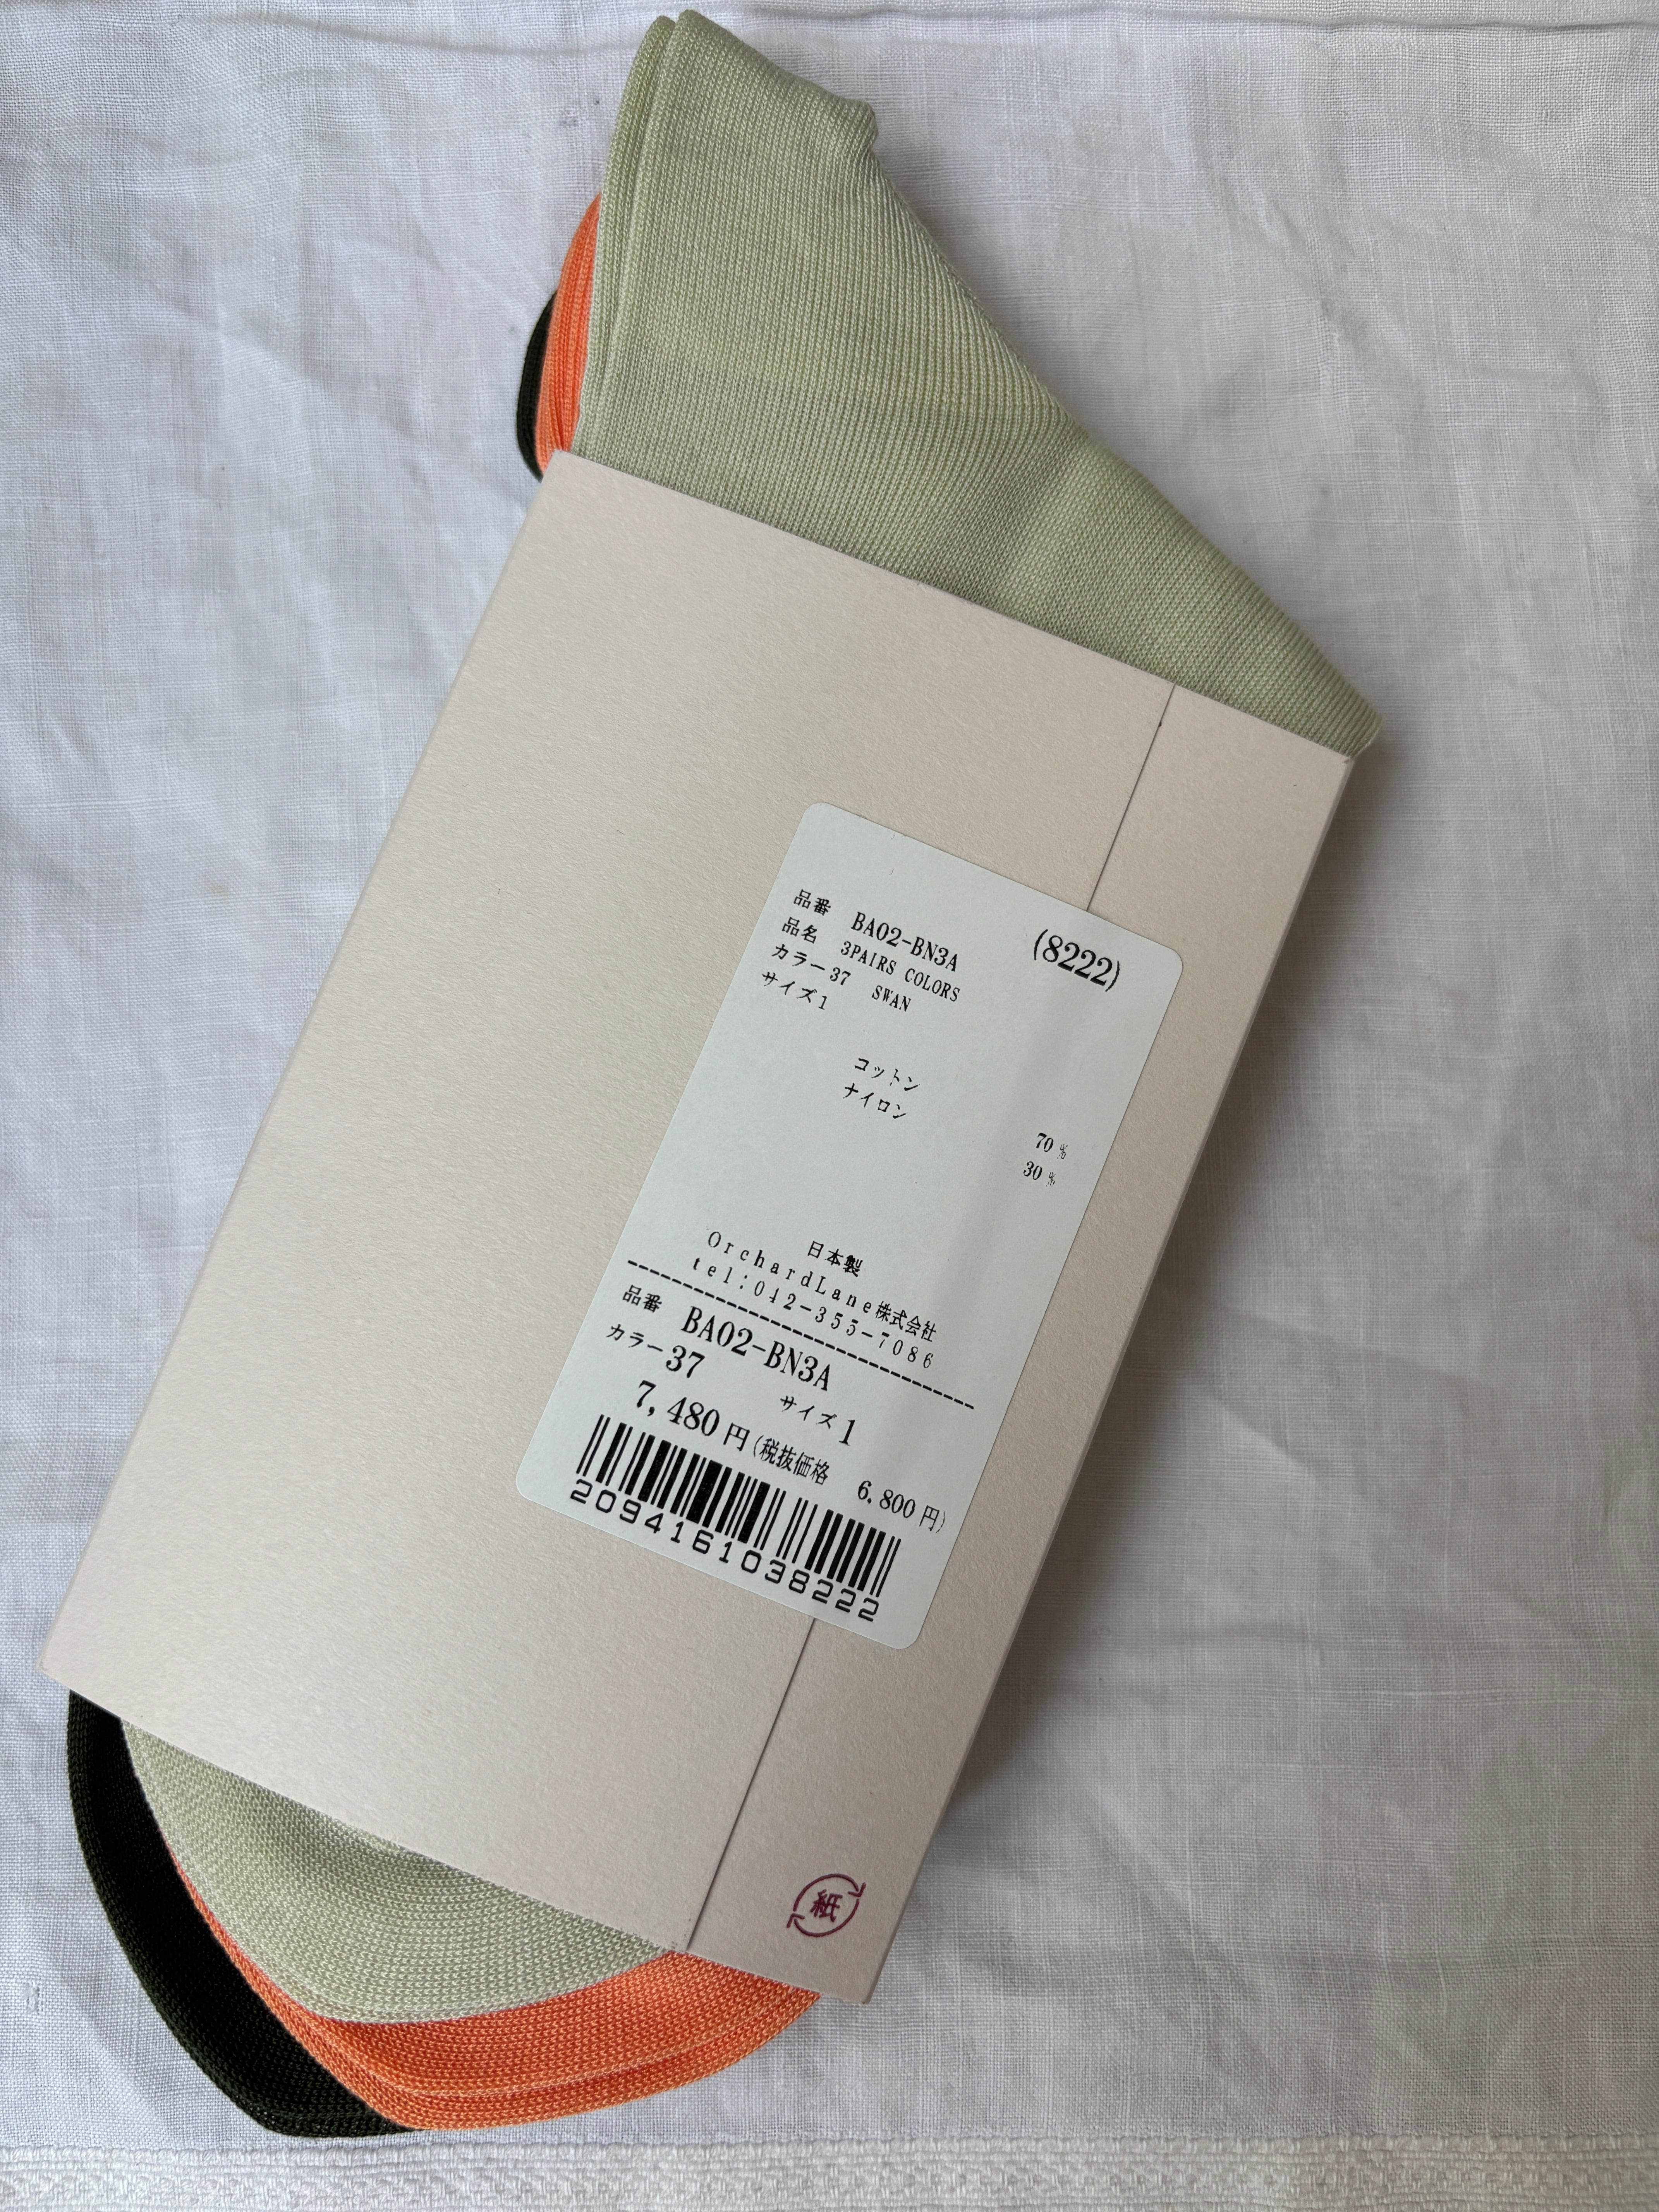 (8222)
品番 BA02-BN3A
品名 3PAIRS COLORS
カラー37 SWAN
サイズ1
コットン 70%
ナイロン 30%
日本製
OrchardLane株式会社
tel:042-355-7086
品番 BA02-BN3A
カラー37 サイズ1
7,480円(税抜価格 6,800円)
2094161038222
紙